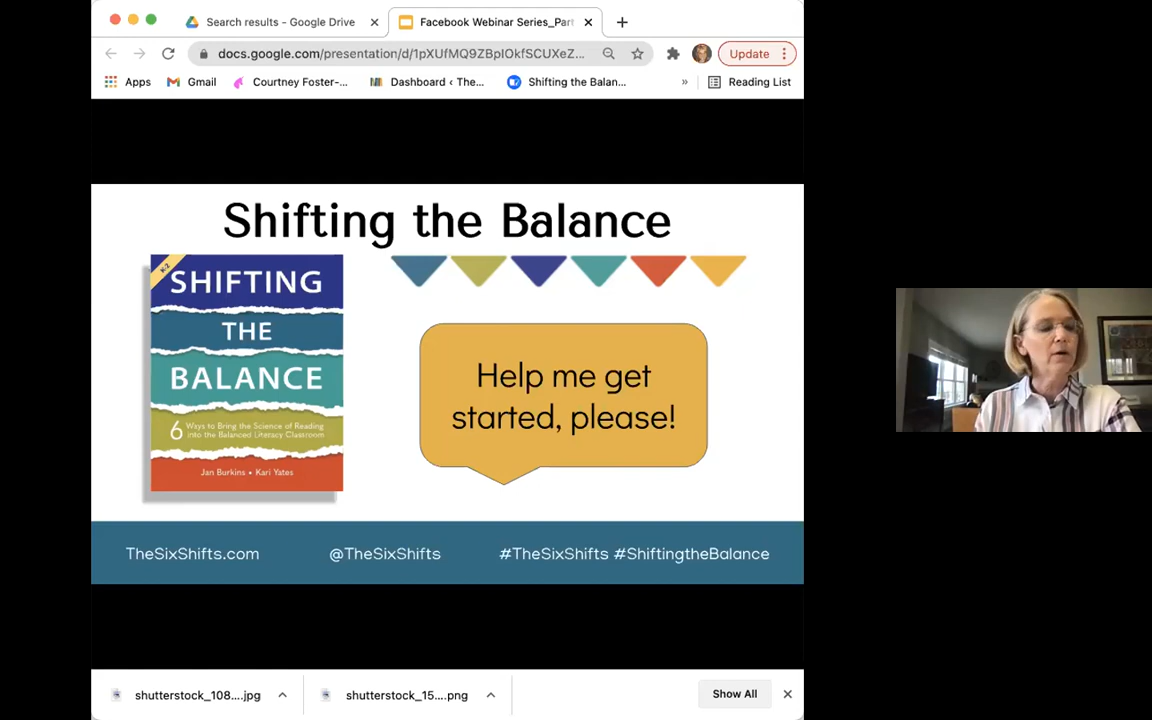 Search results - Google Drive
Facebook Webinar Series_Part
docs.google.com/presentation/d/1pXUfMQ9ZBpIOkfSCUXeZ...
Update
Apps
Gmail
Courtney Foster-...
Dashboard ‹ The...
Shifting the Balan...
»
Reading List
Shifting the Balance
K-2
SHIFTING
THE
BALANCE
6 Ways to Bring the Science of Reading
into the Balanced Literacy Classroom
Jan Burkins • Kari Yates
Help me get
started, please!
TheSixShifts.com
@TheSixShifts
#TheSixShifts #ShiftingtheBalance
shutterstock_108....jpg
shutterstock_15....png
Show All